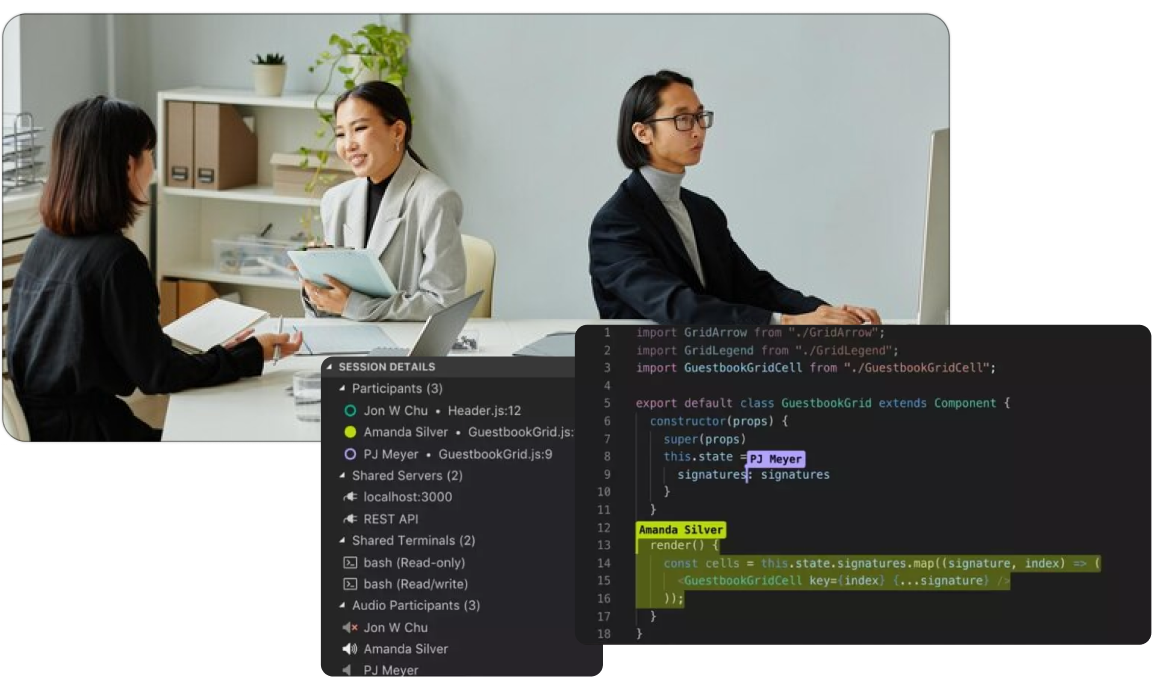 SESSION DETAILS
Participants (3)
Jon W Chu • Header.js:12
Amanda Silver • GuestbookGrid.js:
PJ Meyer • GuestbookGrid.js:9
Shared Servers (2)
localhost:3000
REST API
Shared Terminals (2)
bash (Read-only)
bash (Read/write)
Audio Participants (3)
Jon W Chu
Amanda Silver
PJ Meyer
1 import GridArrow from "./GridArrow";
2 import GridLegend from "./GridLegend";
3 import GuestbookGridCell from "./GuestbookGridCell";
4
5 export default class GuestbookGrid extends Component {
6 constructor(props) {
7 super(props)
8 this.state = PJ Meyer
9 signatures: signatures
10 }
11 }
12 Amanda Silver
13 render() {
14 const cells = this.state.signatures.map((signature, index) => (
15 <GuestbookGridCell key={index} {...signature} />
16 ));
17 }
18 }